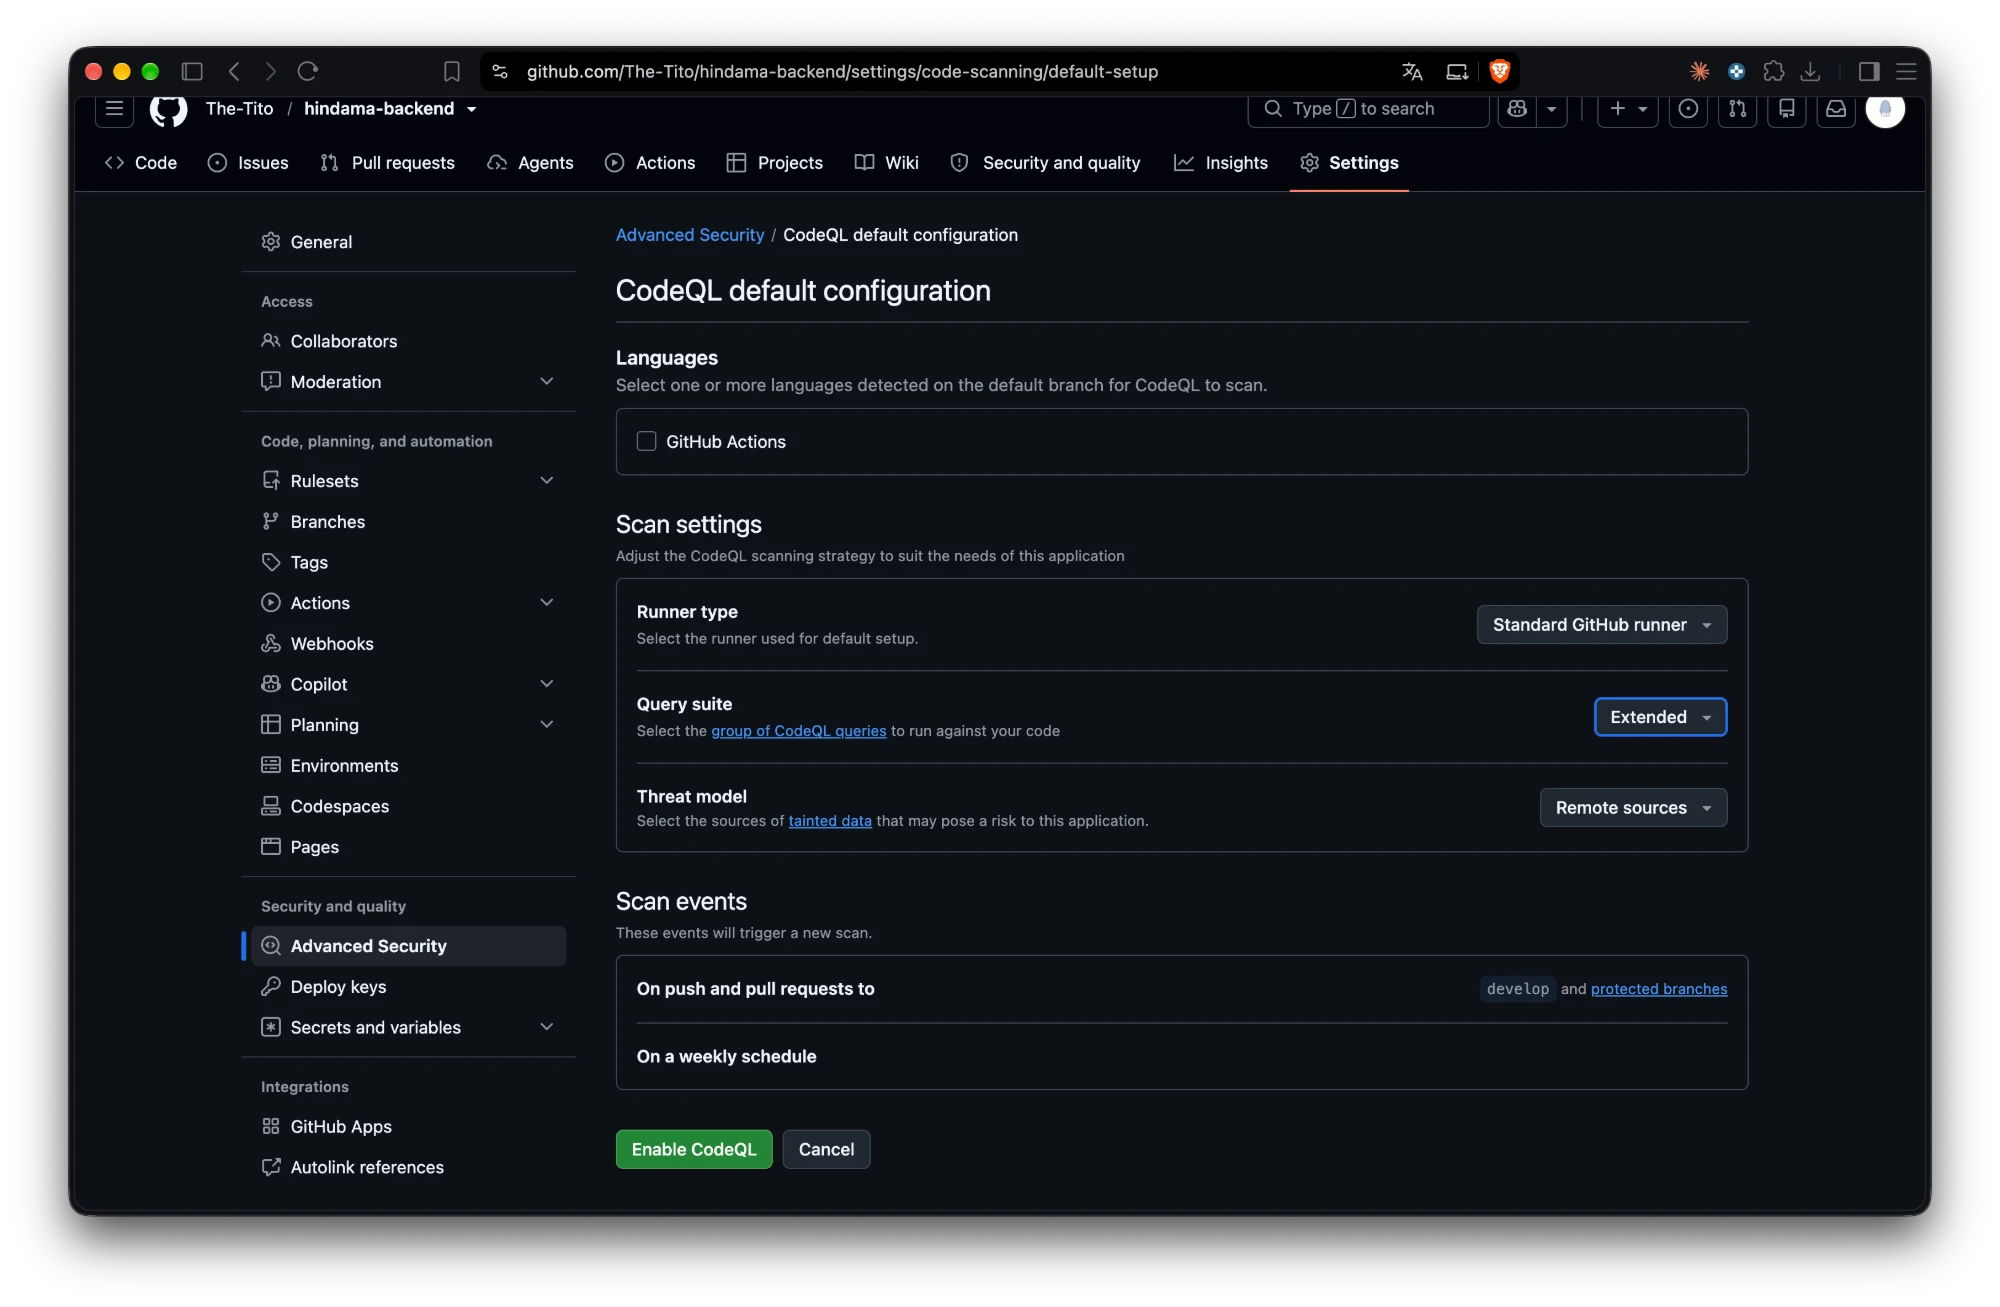 github.com/The-Tito/hindama-backend/settings/code-scanning/default-setup
The-Tito / hindama-backend
Type / to search
Code Issues Pull requests Agents Actions Projects Wiki Security and quality Insights Settings
General
Access
Collaborators
Moderation
Code, planning, and automation
Rulesets
Branches
Tags
Actions
Webhooks
Copilot
Planning
Environments
Codespaces
Pages
Security and quality
Advanced Security
Deploy keys
Secrets and variables
Integrations
GitHub Apps
Autolink references
Advanced Security / CodeQL default configuration
CodeQL default configuration
Languages
Select one or more languages detected on the default branch for CodeQL to scan.
GitHub Actions
Scan settings
Adjust the CodeQL scanning strategy to suit the needs of this application
Runner type
Select the runner used for default setup.
Standard GitHub runner
Query suite
Select the group of CodeQL queries to run against your code
Extended
Threat model
Select the sources of tainted data that may pose a risk to this application.
Remote sources
Scan events
These events will trigger a new scan.
On push and pull requests to
develop and protected branches
On a weekly schedule
Enable CodeQL
Cancel